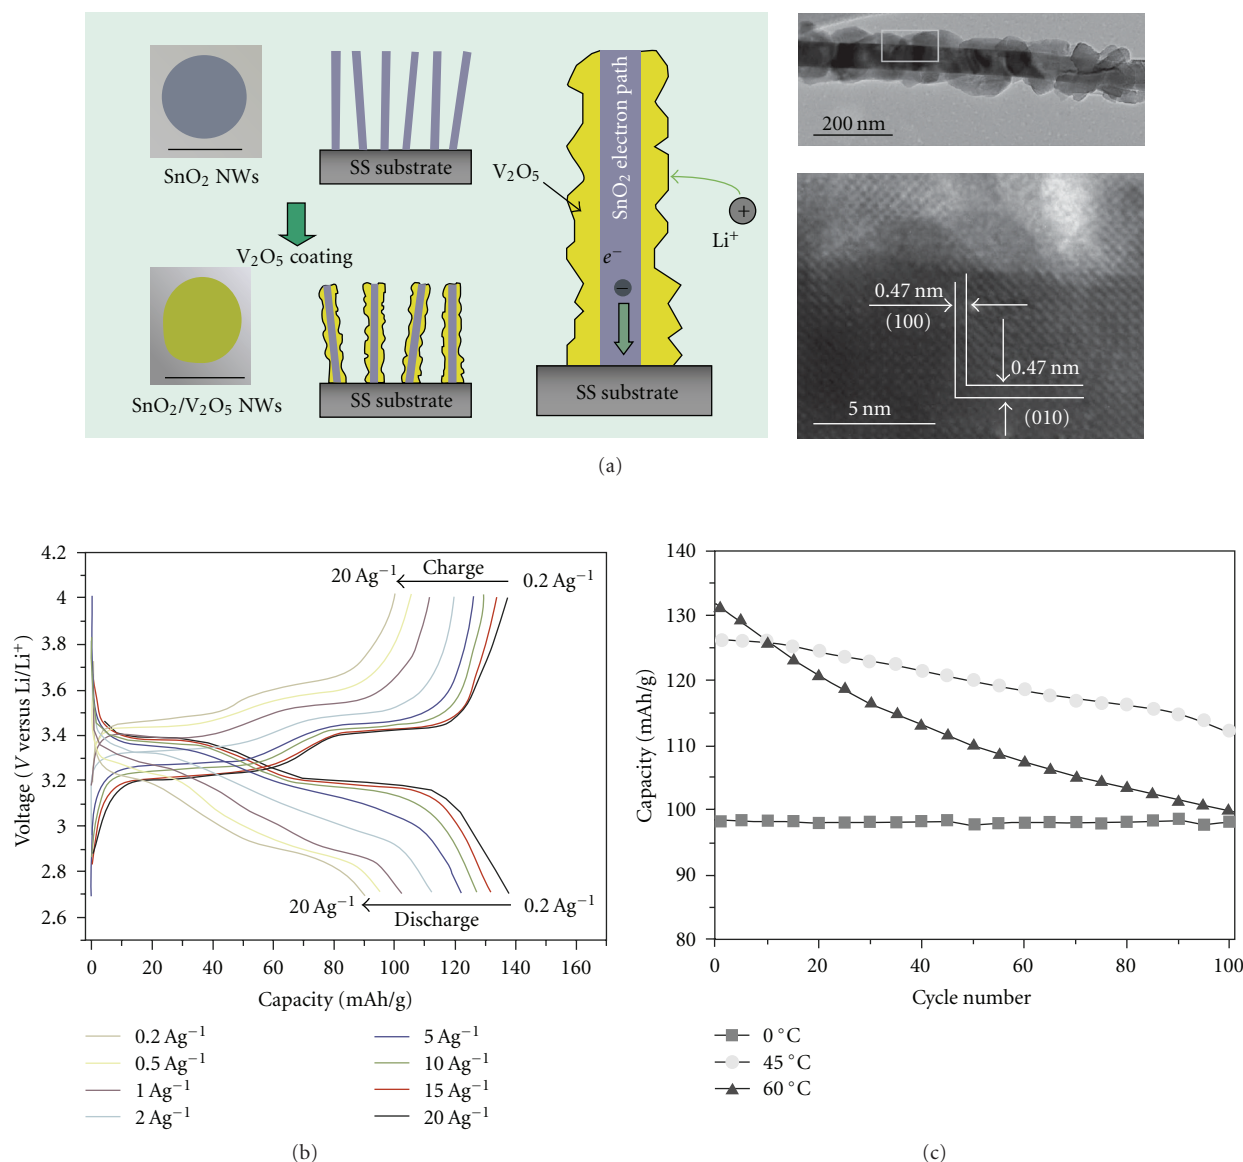 SnO₂ NWs
SS substrate
V₂O₅ coating
SnO₂/V₂O₅ NWs
SS substrate
V₂O₅
SnO₂ electron path
e⁻
−
+
Li⁺
SS substrate
200 nm
0.47 nm
(100)
0.47 nm
(010)
5 nm
(a)
4.2
4
3.8
3.6
3.4
3.2
3
2.8
2.6
Voltage (V versus Li/Li⁺)
20 Ag⁻¹
Charge
0.2 Ag⁻¹
20 Ag⁻¹
Discharge
0.2 Ag⁻¹
0 20 40 60 80 100 120 140 160
Capacity (mAh/g)
0.2 Ag⁻¹
0.5 Ag⁻¹
1 Ag⁻¹
2 Ag⁻¹
5 Ag⁻¹
10 Ag⁻¹
15 Ag⁻¹
20 Ag⁻¹
(b)
140
130
120
110
100
90
80
Capacity (mAh/g)
0 20 40 60 80 100
Cycle number
0 °C
45 °C
60 °C
(c)